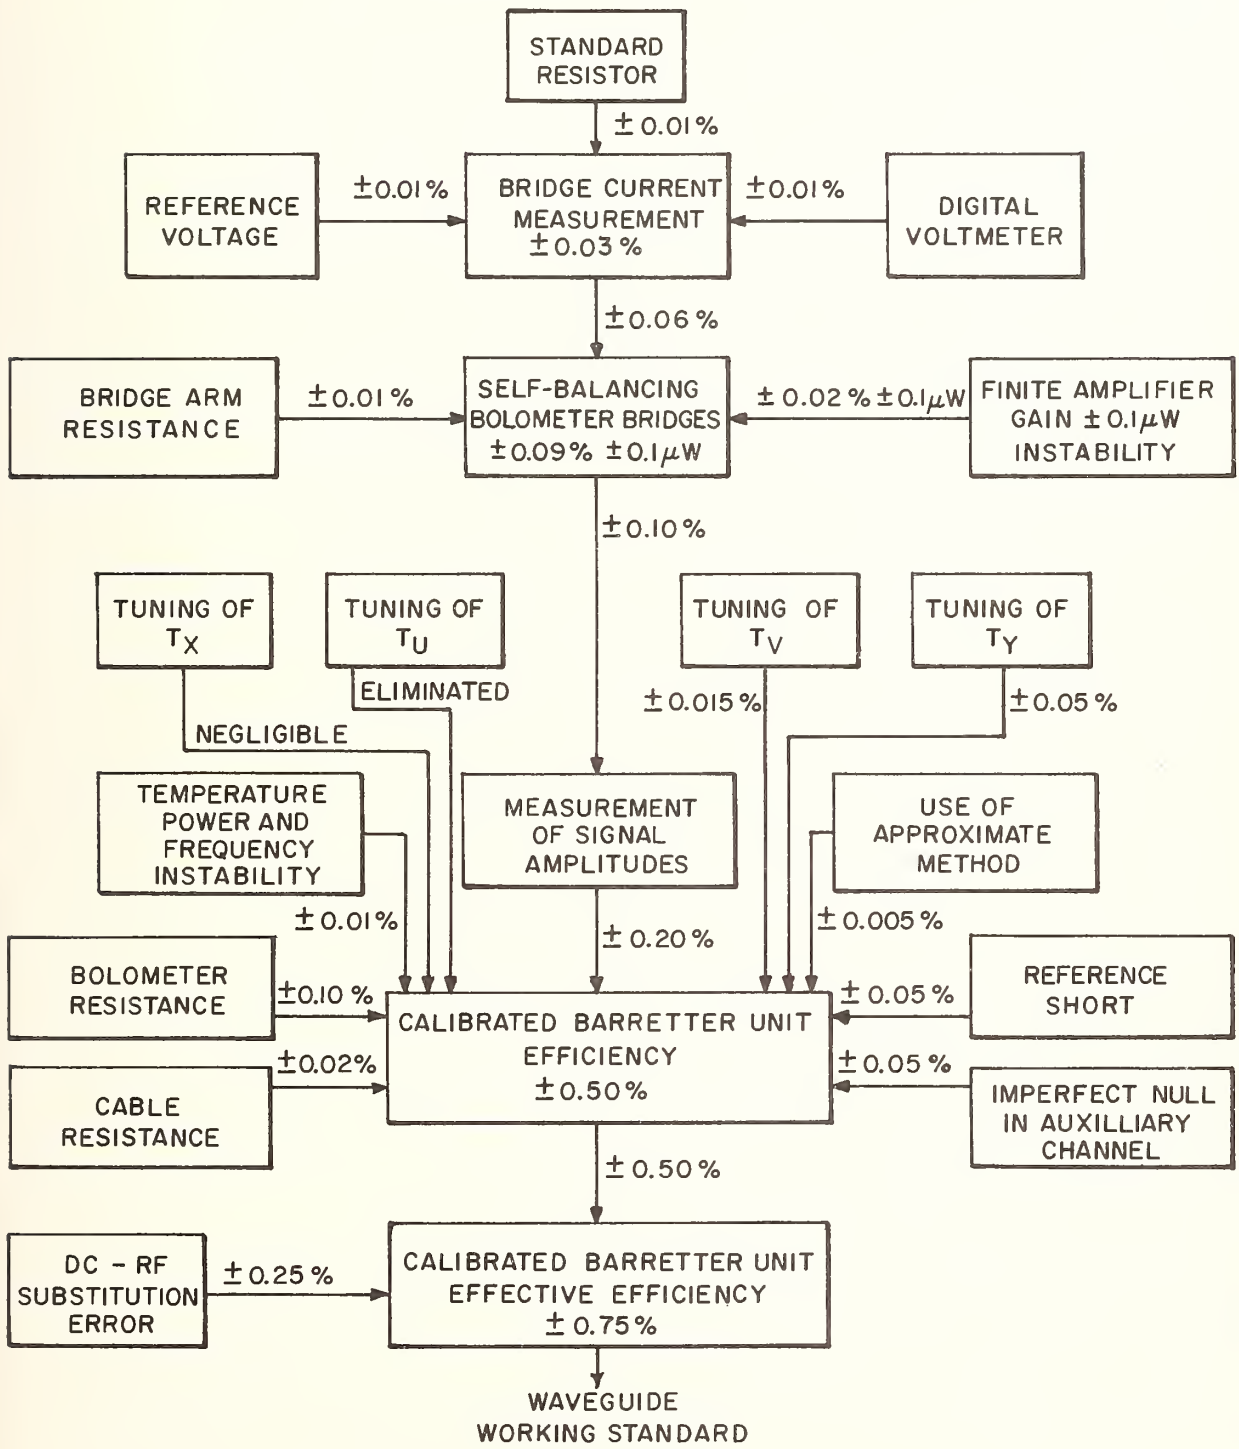 STANDARD
RESISTOR
±0.01%
REFERENCE
VOLTAGE
±0.01%
BRIDGE CURRENT
MEASUREMENT
±0.03%
±0.01%
DIGITAL
VOLTMETER
±0.06%
BRIDGE ARM
RESISTANCE
±0.01%
SELF-BALANCING
BOLOMETER BRIDGES
±0.09% ±0.1μW
±0.02% ±0.1μW
FINITE AMPLIFIER
GAIN ±0.1μW
INSTABILITY
±0.10%
TUNING OF
TX
TUNING OF
TU
TUNING OF
TV
TUNING OF
TY
NEGLIGIBLE
ELIMINATED
±0.015%
±0.05%
TEMPERATURE
POWER AND
FREQUENCY
INSTABILITY
±0.01%
MEASUREMENT
OF SIGNAL
AMPLITUDES
±0.20%
USE OF
APPROXIMATE
METHOD
±0.005%
BOLOMETER
RESISTANCE
±0.10%
CABLE
RESISTANCE
±0.02%
CALIBRATED BARRETTER UNIT
EFFICIENCY
±0.50%
±0.05%
REFERENCE
SHORT
±0.05%
IMPERFECT NULL
IN AUXILLIARY
CHANNEL
±0.50%
DC - RF
SUBSTITUTION
ERROR
±0.25%
CALIBRATED BARRETTER UNIT
EFFECTIVE EFFICIENCY
±0.75%
WAVEGUIDE
WORKING STANDARD